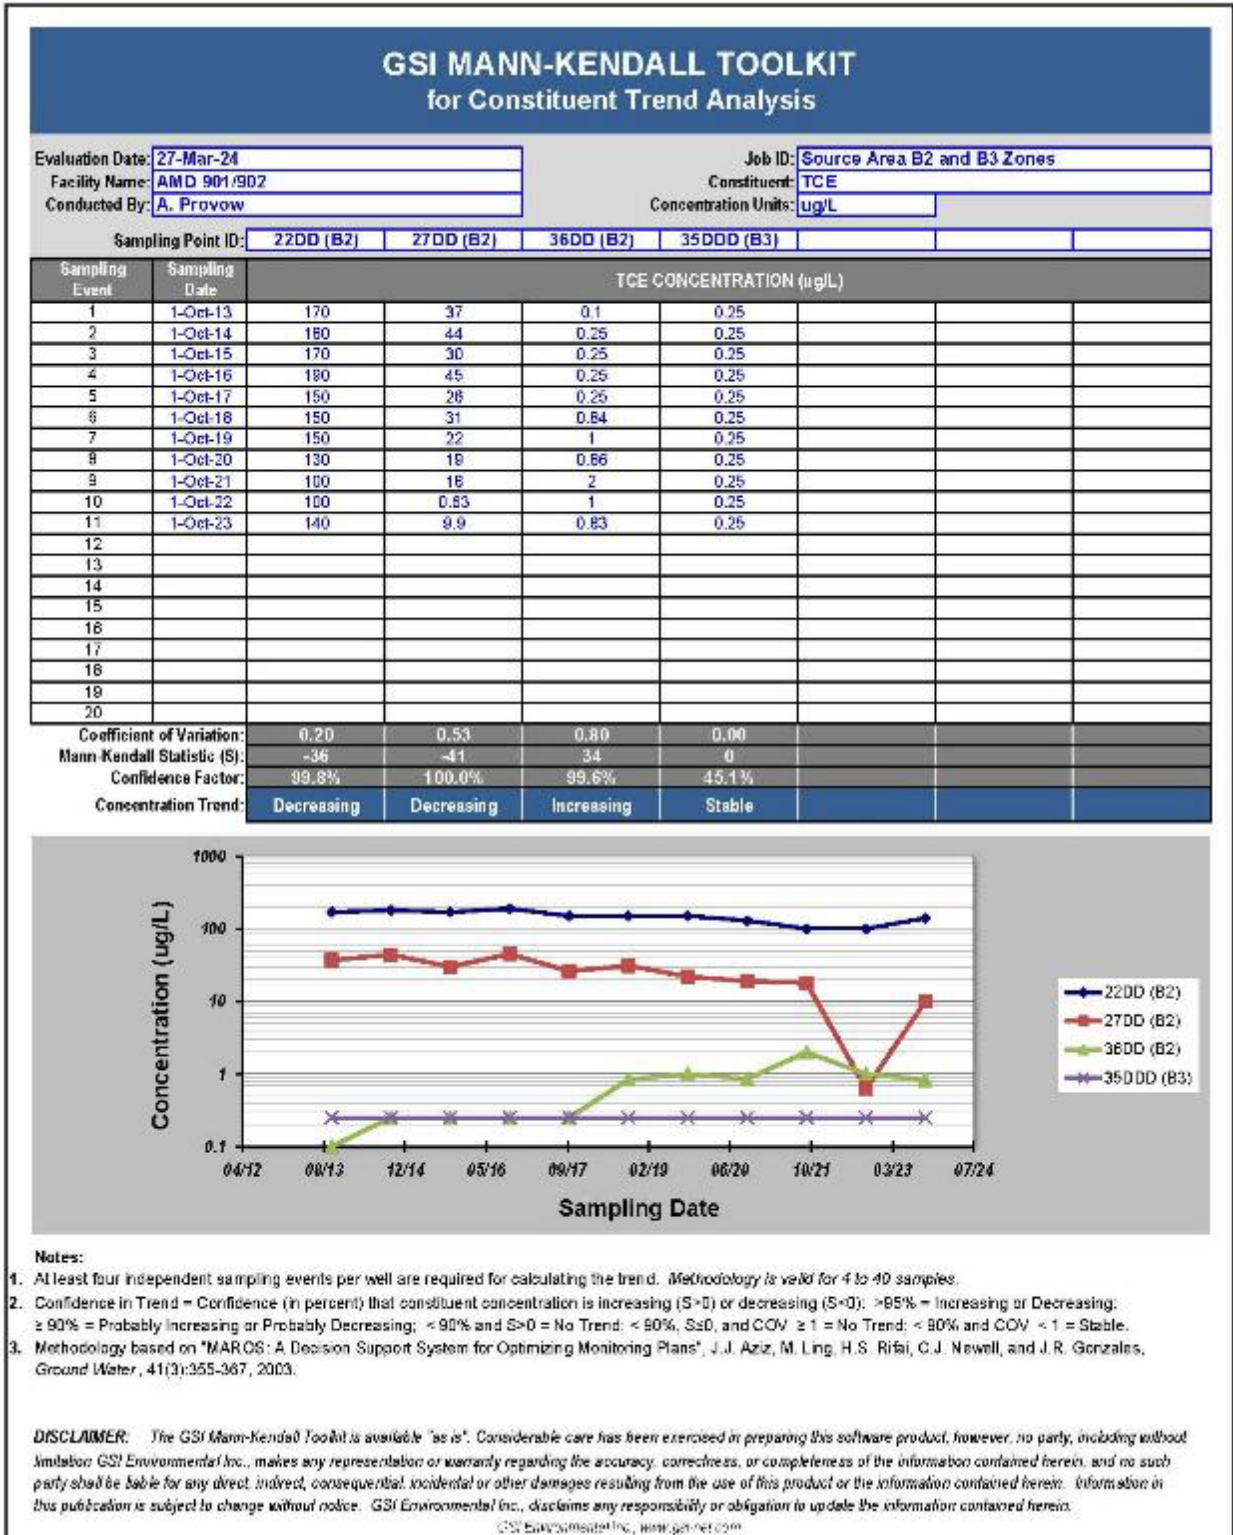 GSI MANN-KENDALL TOOLKIT
for Constituent Trend Analysis
Evaluation Date: 27-Mar-24 Job ID: Source Area B2 and B3 Zones
Facility Name: AMD 901/902 Constituent: TCE
Conducted By: A. Provow Concentration Units: ug/L
Sampling Point ID: 22DD (B2) 27DD (B2) 36DD (B2) 35DDD (B3)
Sampling Event Sampling Date TCE CONCENTRATION (ug/L)
1 1-Oct-13 170 37 0.1 0.25
2 1-Oct-14 180 44 0.25 0.25
3 1-Oct-15 170 30 0.25 0.25
4 1-Oct-16 190 45 0.25 0.25
5 1-Oct-17 150 26 0.25 0.25
6 1-Oct-18 150 31 0.84 0.25
7 1-Oct-19 150 22 1 0.25
8 1-Oct-20 130 19 0.86 0.25
9 1-Oct-21 100 18 2 0.25
10 1-Oct-22 100 0.63 1 0.25
11 1-Oct-23 140 9.9 0.83 0.25
12
13
14
15
16
17
18
19
20
Coefficient of Variation: 0.20 0.53 0.80 0.00
Mann-Kendall Statistic (S): -36 -41 34 0
Confidence Factor: 99.8% 100.0% 99.6% 45.1%
Concentration Trend: Decreasing Decreasing Increasing Stable
Concentration (ug/L)
1000
100
10
1
0.1
04/12 08/13 12/14 05/16 09/17 02/19 06/20 10/21 03/23 07/24
Sampling Date
22DD (B2)
27DD (B2)
36DD (B2)
35DDD (B3)
Notes:
1. At least four independent sampling events per well are required for calculating the trend. Methodology is valid for 4 to 40 samples.
2. Confidence in Trend = Confidence (in percent) that constituent concentration is increasing (S>0) or decreasing (S<0): >95% = Increasing or Decreasing;
≥ 90% = Probably Increasing or Probably Decreasing; < 90% and S>0 = No Trend; < 90%, S≤0, and COV ≥ 1 = No Trend; < 90% and COV < 1 = Stable.
3. Methodology based on "MAROS: A Decision Support System for Optimizing Monitoring Plans", J.J. Aziz, M. Ling, H.S. Rifai, C.J. Newell, and J.R. Gonzales,
Ground Water, 41(3):355-367, 2003.
DISCLAIMER: The GSI Mann-Kendall Toolkit is available "as is". Considerable care has been exercised in preparing this software product, however, no party, including without
limitation GSI Environmental Inc., makes any representation or warranty regarding the accuracy, correctness, or completeness of the information contained herein, and no such
party shall be liable for any direct, indirect, consequential, incidental or other damages resulting from the use of this product or the information contained herein. Information in
this publication is subject to change without notice. GSI Environmental Inc., disclaims any responsibility or obligation to update the information contained herein.
GSI Environmental Inc., www.gsi-net.com